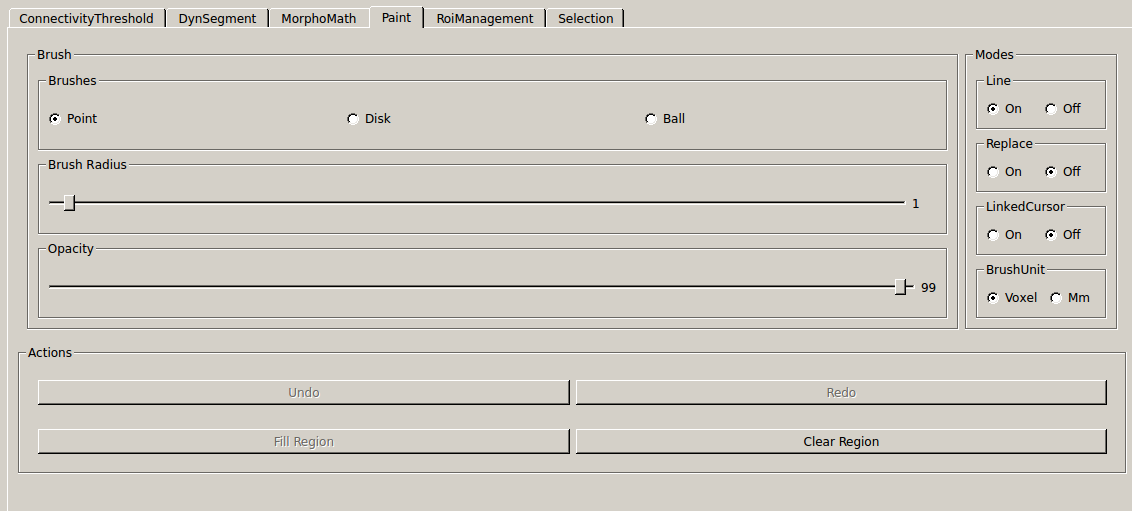 ConnectivityThreshold DynSegment MorphoMath Paint RoiManagement Selection
Brush
Brushes
Point Disk Ball
Brush Radius
1
Opacity
99
Modes
Line
On Off
Replace
On Off
LinkedCursor
On Off
BrushUnit
Voxel Mm
Actions
Undo Redo
Fill Region Clear Region